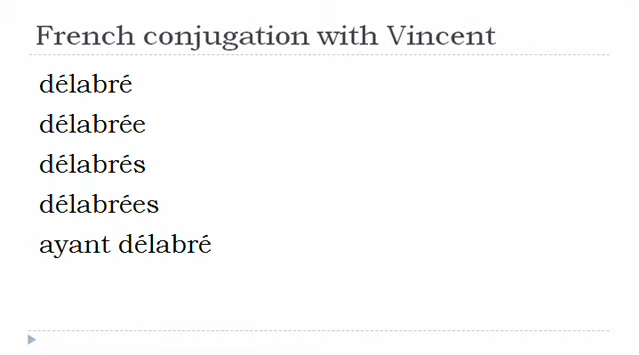 French conjugation with Vincent
délabré
délabrée
délabrés
délabrées
ayant délabré